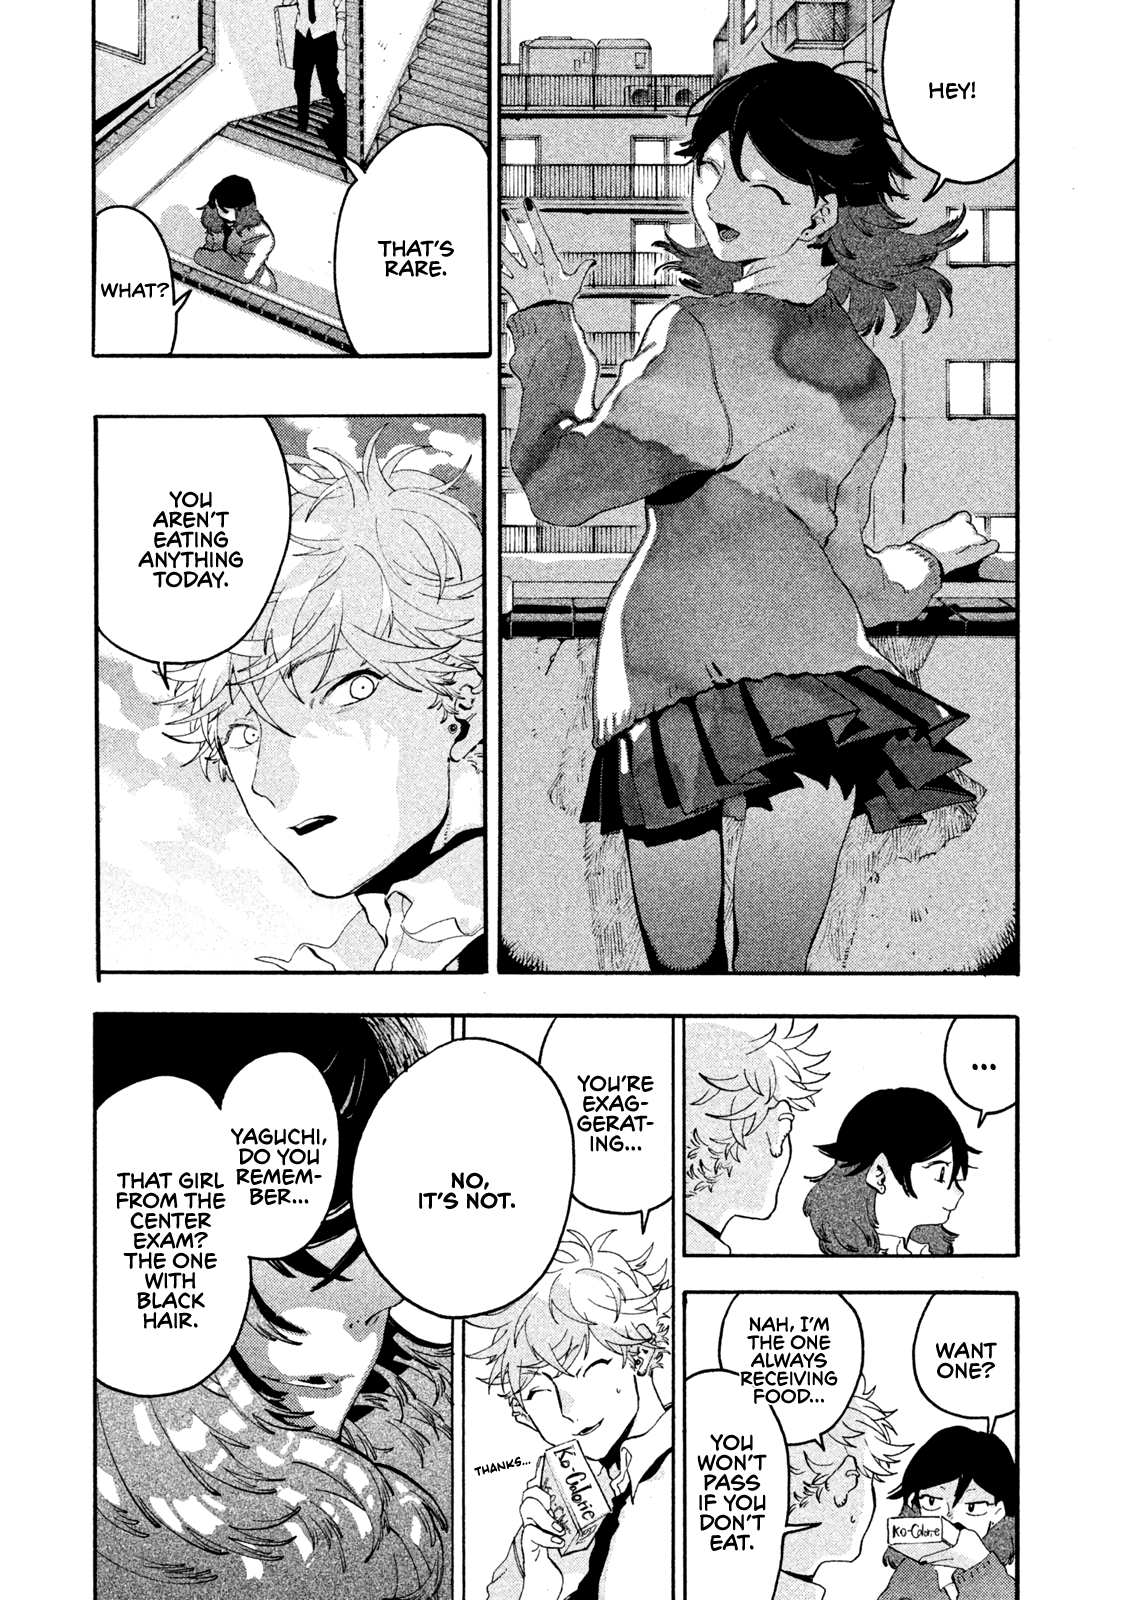 HEY!
THAT'S
RARE.
WHAT?
YOU
AREN'T
EATING
ANYTHING
TODAY.
...
WANT
ONE?
NAH, I'M
THE ONE
ALWAYS
RECEIVING
FOOD...
YOU
WON'T
PASS
IF YOU
DON'T
EAT.
Ko-Calorie
YOU'RE
EXAG-
GERAT-
ING...
THANKS...
Ko-Calorie
NO,
IT'S NOT.
YAGUCHI,
DO YOU
REMEM-
BER...
THAT GIRL
FROM THE
CENTER
EXAM?
THE ONE
WITH
BLACK
HAIR.